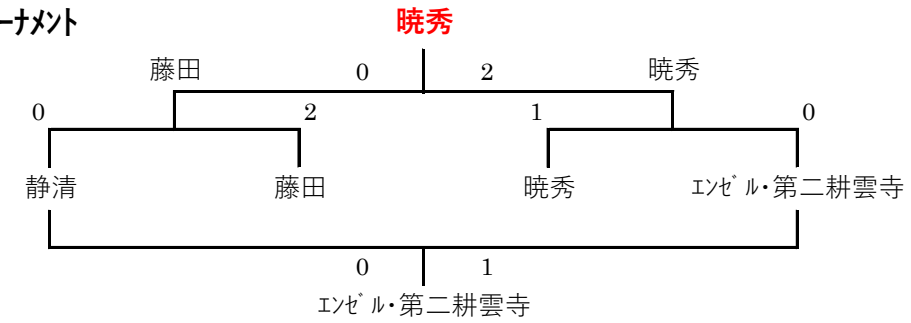 ーナメント
暁秀
藤田 0 2 暁秀
0 2 1 0
静清 藤田 暁秀 ｴﾝｾﾞﾙ・第二耕雲寺
0 1
ｴﾝｾﾞﾙ・第二耕雲寺